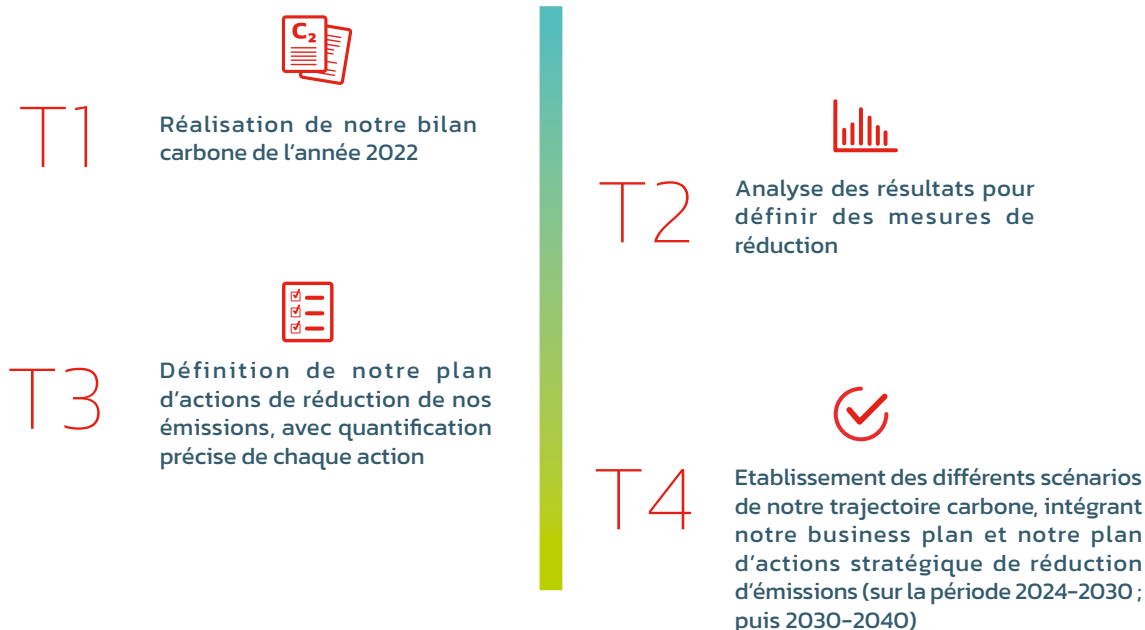 C₂
T1
Réalisation de notre bilan
carbone de l’année 2022
T2
Analyse des résultats pour
définir des mesures de
réduction
T3
Définition de notre plan
d’actions de réduction de nos
émissions, avec quantification
précise de chaque action
T4
Etablissement des différents scénarios
de notre trajectoire carbone, intégrant
notre business plan et notre plan
d’actions stratégique de réduction
d’émissions (sur la période 2024-2030 ;
puis 2030-2040)